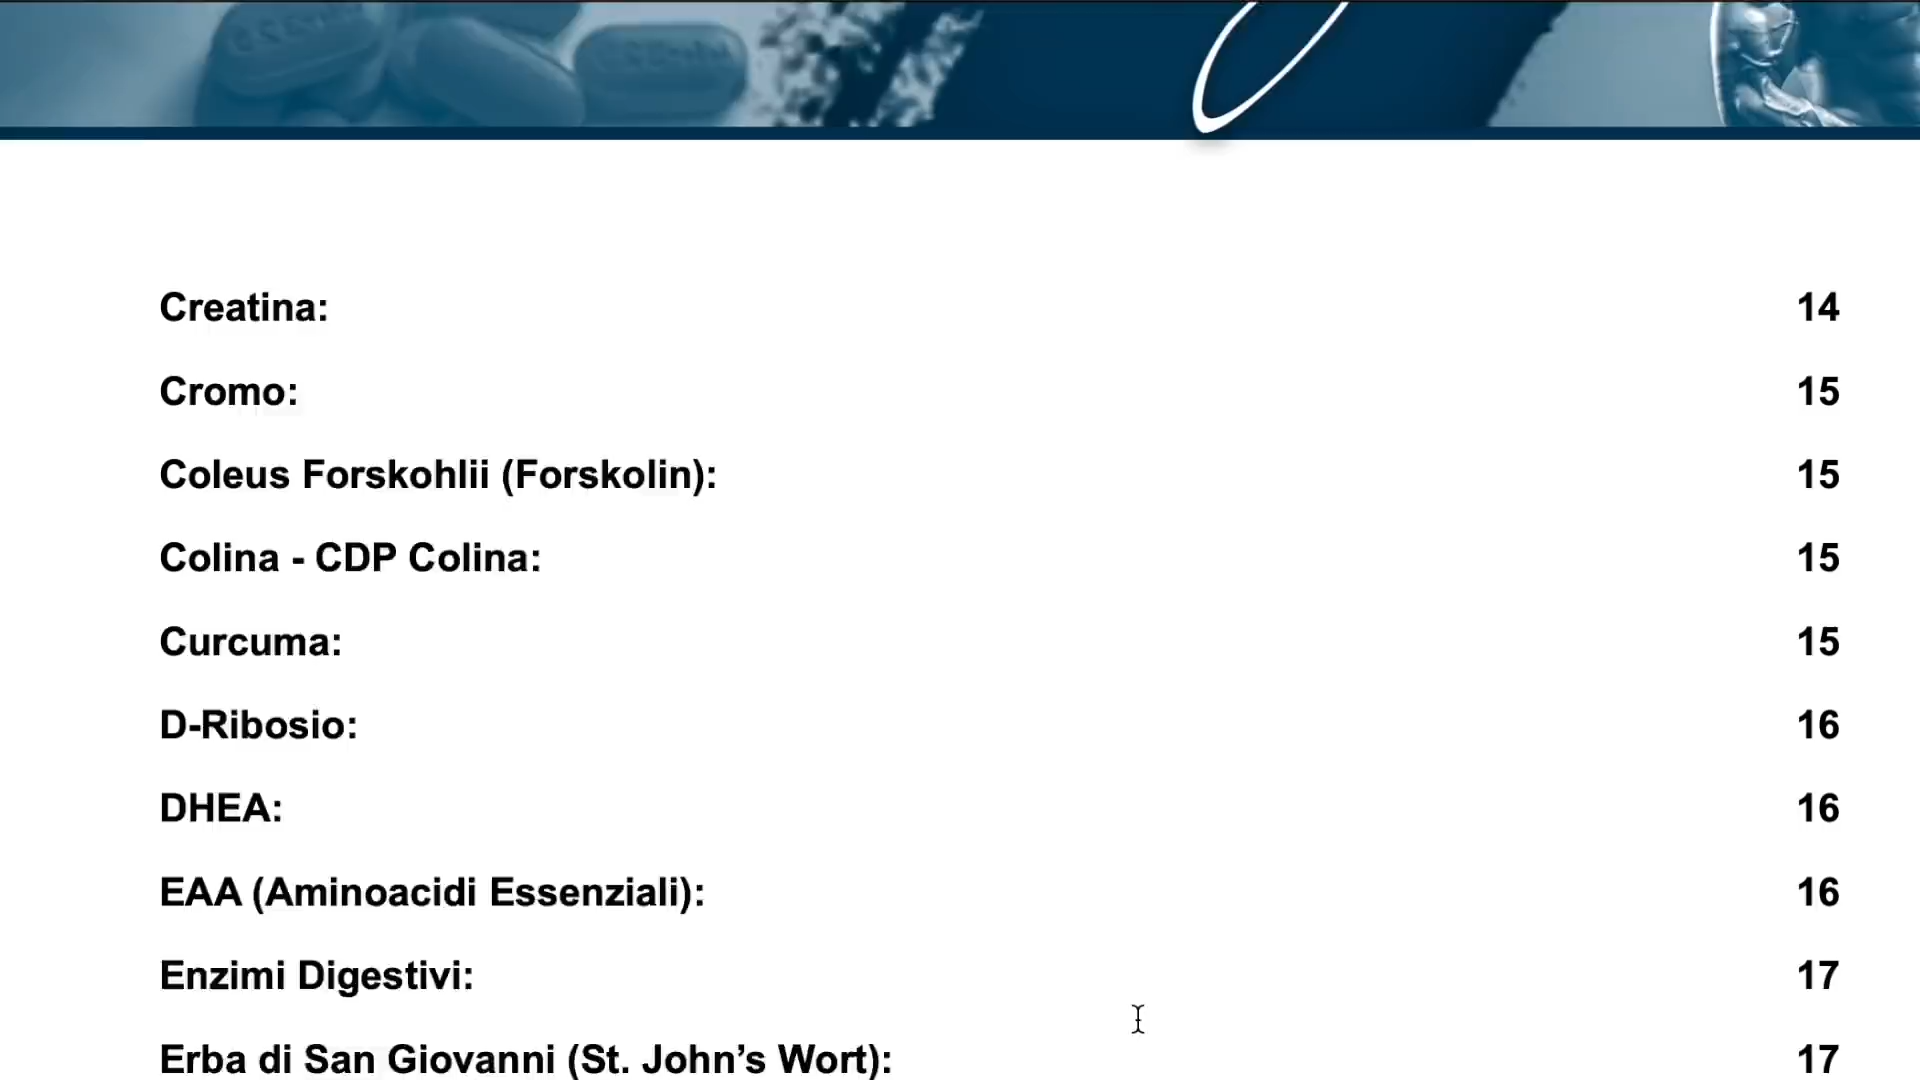 Creatina: 14
Cromo: 15
Coleus Forskohlii (Forskolin): 15
Colina - CDP Colina: 15
Curcuma: 15
D-Ribosio: 16
DHEA: 16
EAA (Aminoacidi Essenziali): 16
Enzimi Digestivi: 17
Erba di San Giovanni (St. John’s Wort): 17